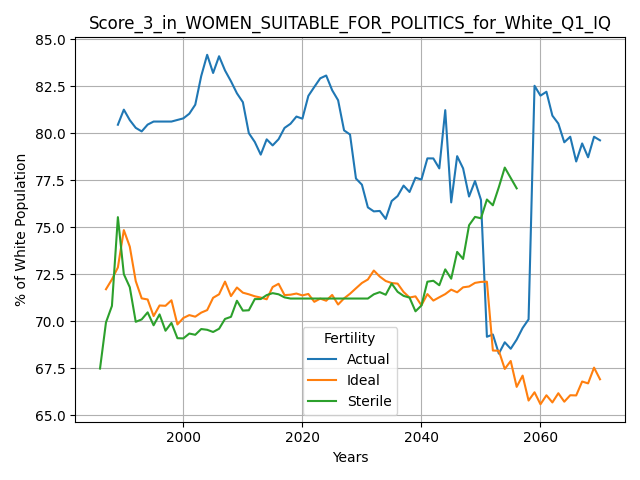 Score_3_in_WOMEN_SUITABLE_FOR_POLITICS_for_White_Q1_IQ
% of White Population
85.0
82.5
80.0
77.5
75.0
72.5
70.0
67.5
65.0
Fertility
Actual
Ideal
Sterile
2000 2020 2040 2060
Years